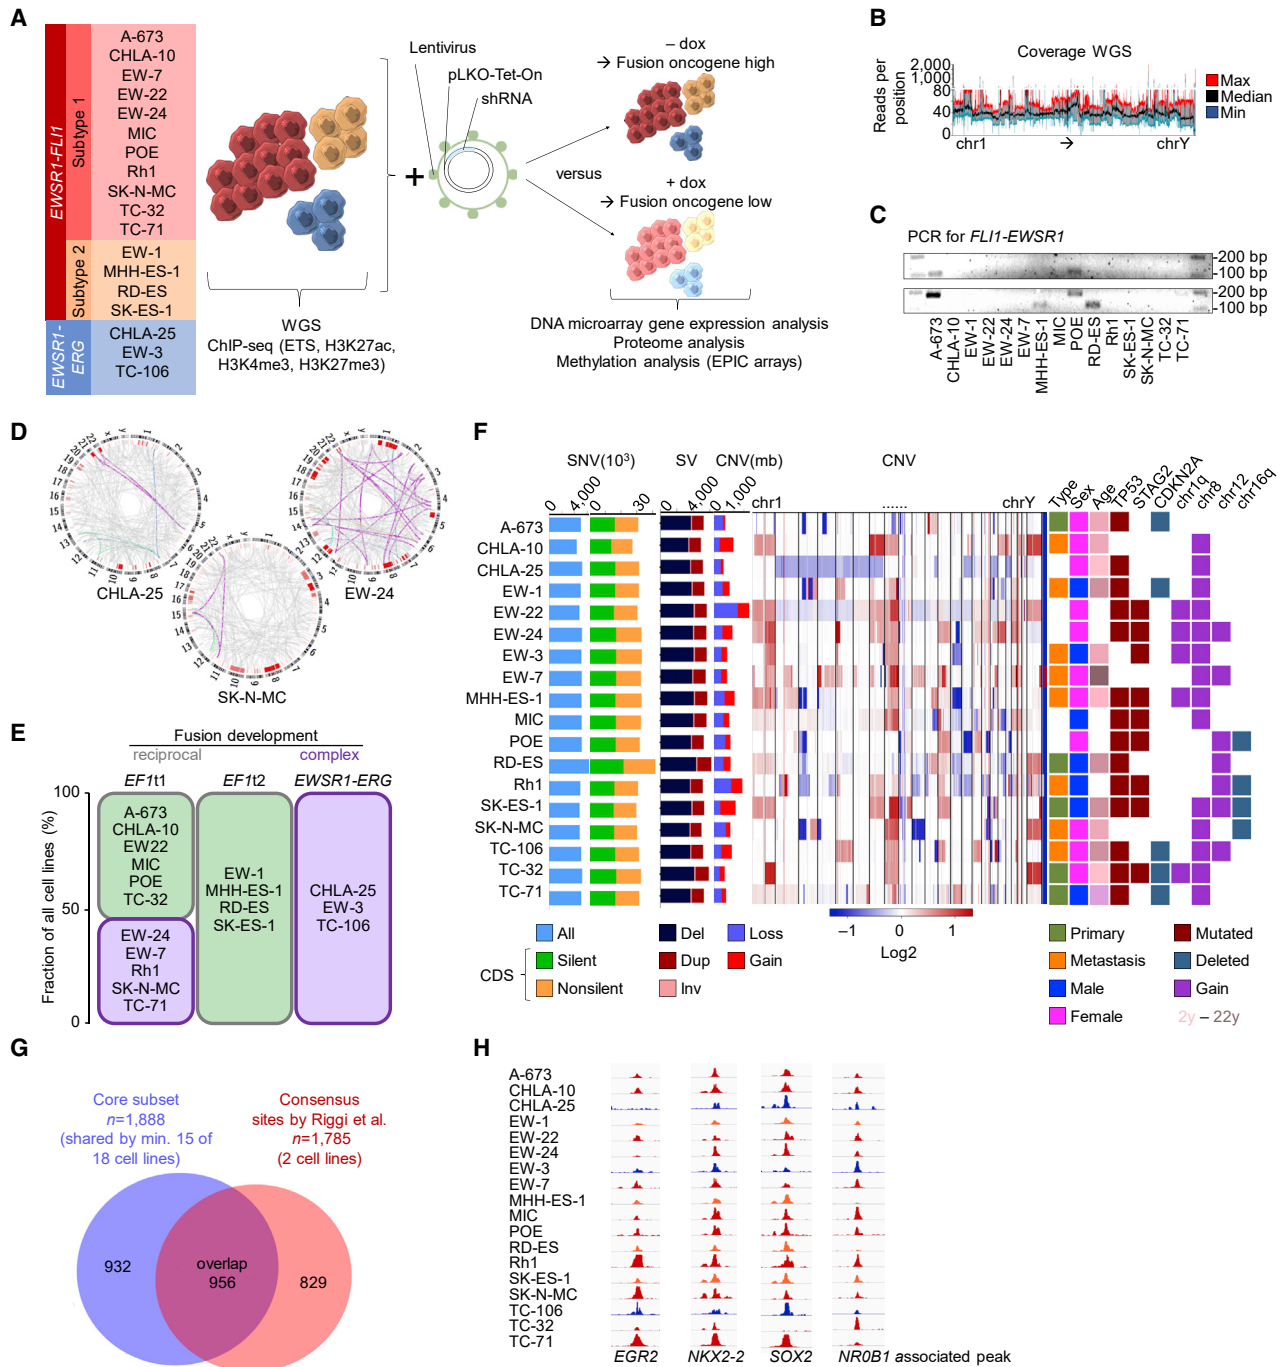 A
EWSR1-FLI1
Subtype 1
A-673
CHLA-10
EW-7
EW-22
EW-24
MIC
POE
Rh1
SK-N-MC
TC-32
TC-71
Subtype 2
EW-1
MHH-ES-1
RD-ES
SK-ES-1
EWSR1-
ERG
CHLA-25
EW-3
TC-106
WGS
ChIP-seq (ETS, H3K27ac,
H3K4me3, H3K27me3)
+
Lentivirus
pLKO-Tet-On
shRNA
– dox
→ Fusion oncogene high
versus
+ dox
→ Fusion oncogene low
DNA microarray gene expression analysis
Proteome analysis
Methylation analysis (EPIC arrays)
B
Coverage WGS
Reads per
position
2,000
1,000
80
40
0
chr1 → chrY
Max
Median
Min
C
PCR for FLI1-EWSR1
-200 bp
-100 bp
-200 bp
-100 bp
A-673
CHLA-10
EW-1
EW-22
EW-24
EW-7
MHH-ES-1
MIC
POE
RD-ES
Rh1
SK-ES-1
SK-N-MC
TC-32
TC-71
D
CHLA-25
EW-24
SK-N-MC
E
Fusion development
reciprocal complex
EF1t1 EF1t2 EWSR1-ERG
Fraction of all cell lines (%)
100
50
0
A-673
CHLA-10
EW22
MIC
POE
TC-32
EW-24
EW-7
Rh1
SK-N-MC
TC-71
EW-1
MHH-ES-1
RD-ES
SK-ES-1
CHLA-25
EW-3
TC-106
F
SNV(10³) SV CNV(mb) CNV
0 4,000 0 30 0 4,000 0 1,000
chr1 ...... chrY
Type
Sex
Age
TP53
STAG2
CDKN2A
chr1q
chr8
chr12
chr16q
A-673
CHLA-10
CHLA-25
EW-1
EW-22
EW-24
EW-3
EW-7
MHH-ES-1
MIC
POE
RD-ES
Rh1
SK-ES-1
SK-N-MC
TC-106
TC-32
TC-71
CDS
All
Silent
Nonsilent
Del
Dup
Inv
Loss
Gain
−1 0 1
Log2
Primary
Metastasis
Male
Female
Mutated
Deleted
Gain
2y – 22y
G
Core subset
n=1,888
(shared by min. 15 of
18 cell lines)
Consensus
sites by Riggi et al.
n=1,785
(2 cell lines)
932
overlap
956
829
H
A-673
CHLA-10
CHLA-25
EW-1
EW-22
EW-24
EW-3
EW-7
MHH-ES-1
MIC
POE
RD-ES
Rh1
SK-ES-1
SK-N-MC
TC-106
TC-32
TC-71
EGR2 NKX2-2 SOX2 NR0B1 associated peak